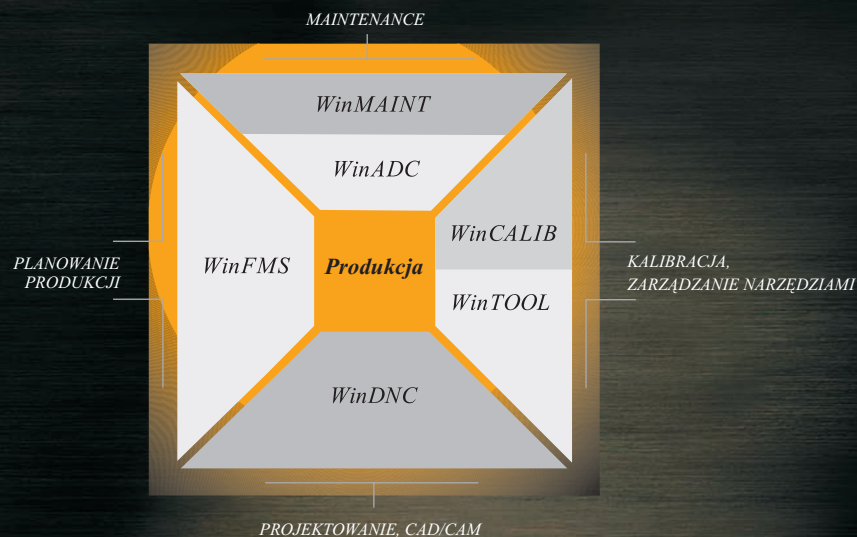 MAINTENANCE
WinMAINT
WinADC
WinCALIB
PLANOWANIE
PRODUKCJI
WinFMS
Produkcja
KALIBRACJA,
ZARZĄDZANIE NARZĘDZIAMI
WinTOOL
WinDNC
PROJEKTOWANIE, CAD/CAM